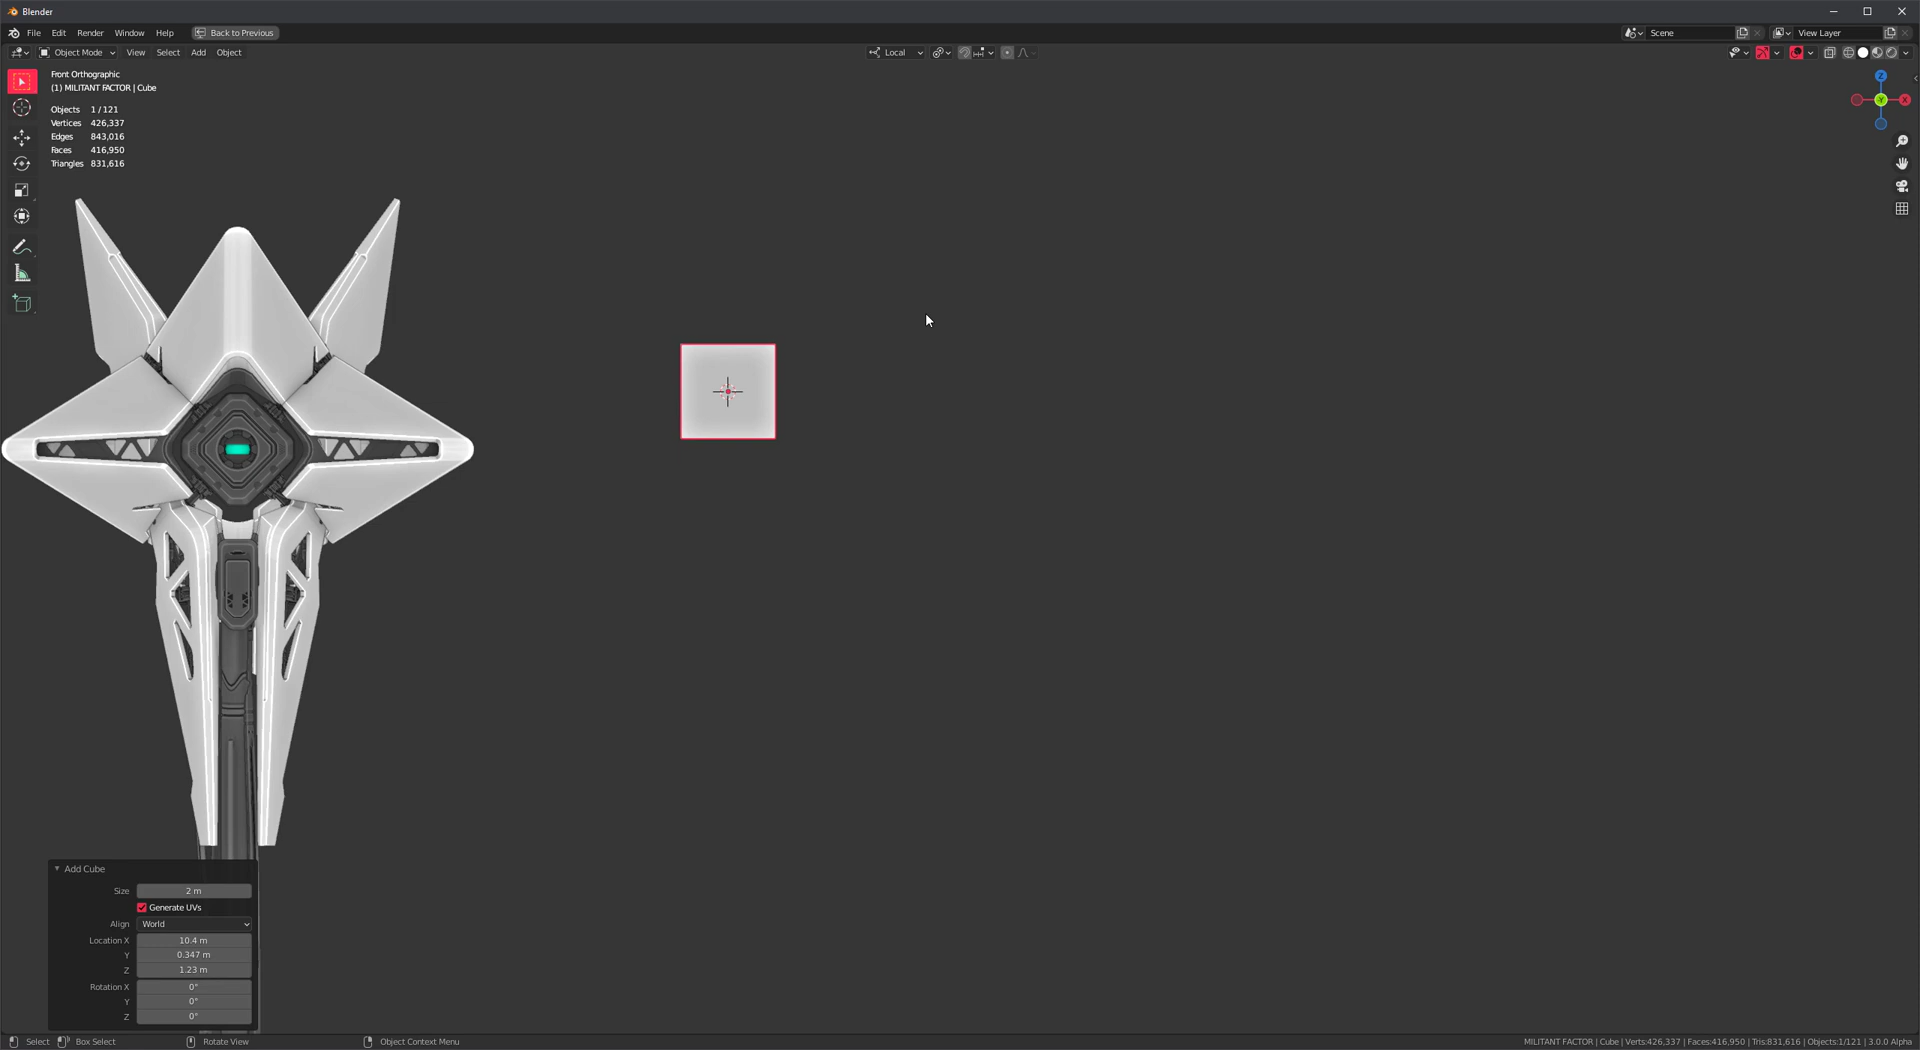 Blender
File Edit Render Window Help Back to Previous Scene View Layer
Object Mode View Select Add Object Local
Front Orthographic
(1) MILITANT FACTOR | Cube
Objects 1 / 121
Vertices 426,337
Edges 843,016
Faces 416,950
Triangles 831,616
Z
Y X
Add Cube
Size 2 m
Generate UVs
Align World
Location X 10.4 m
Y 0.347 m
Z 1.23 m
Rotation X 0°
Y 0°
Z 0°
Select Box Select Rotate View Object Context Menu MILITANT FACTOR | Cube | Verts:426,337 | Faces:416,950 | Tris:831,616 | Objects:1/121 | 3.0.0 Alpha